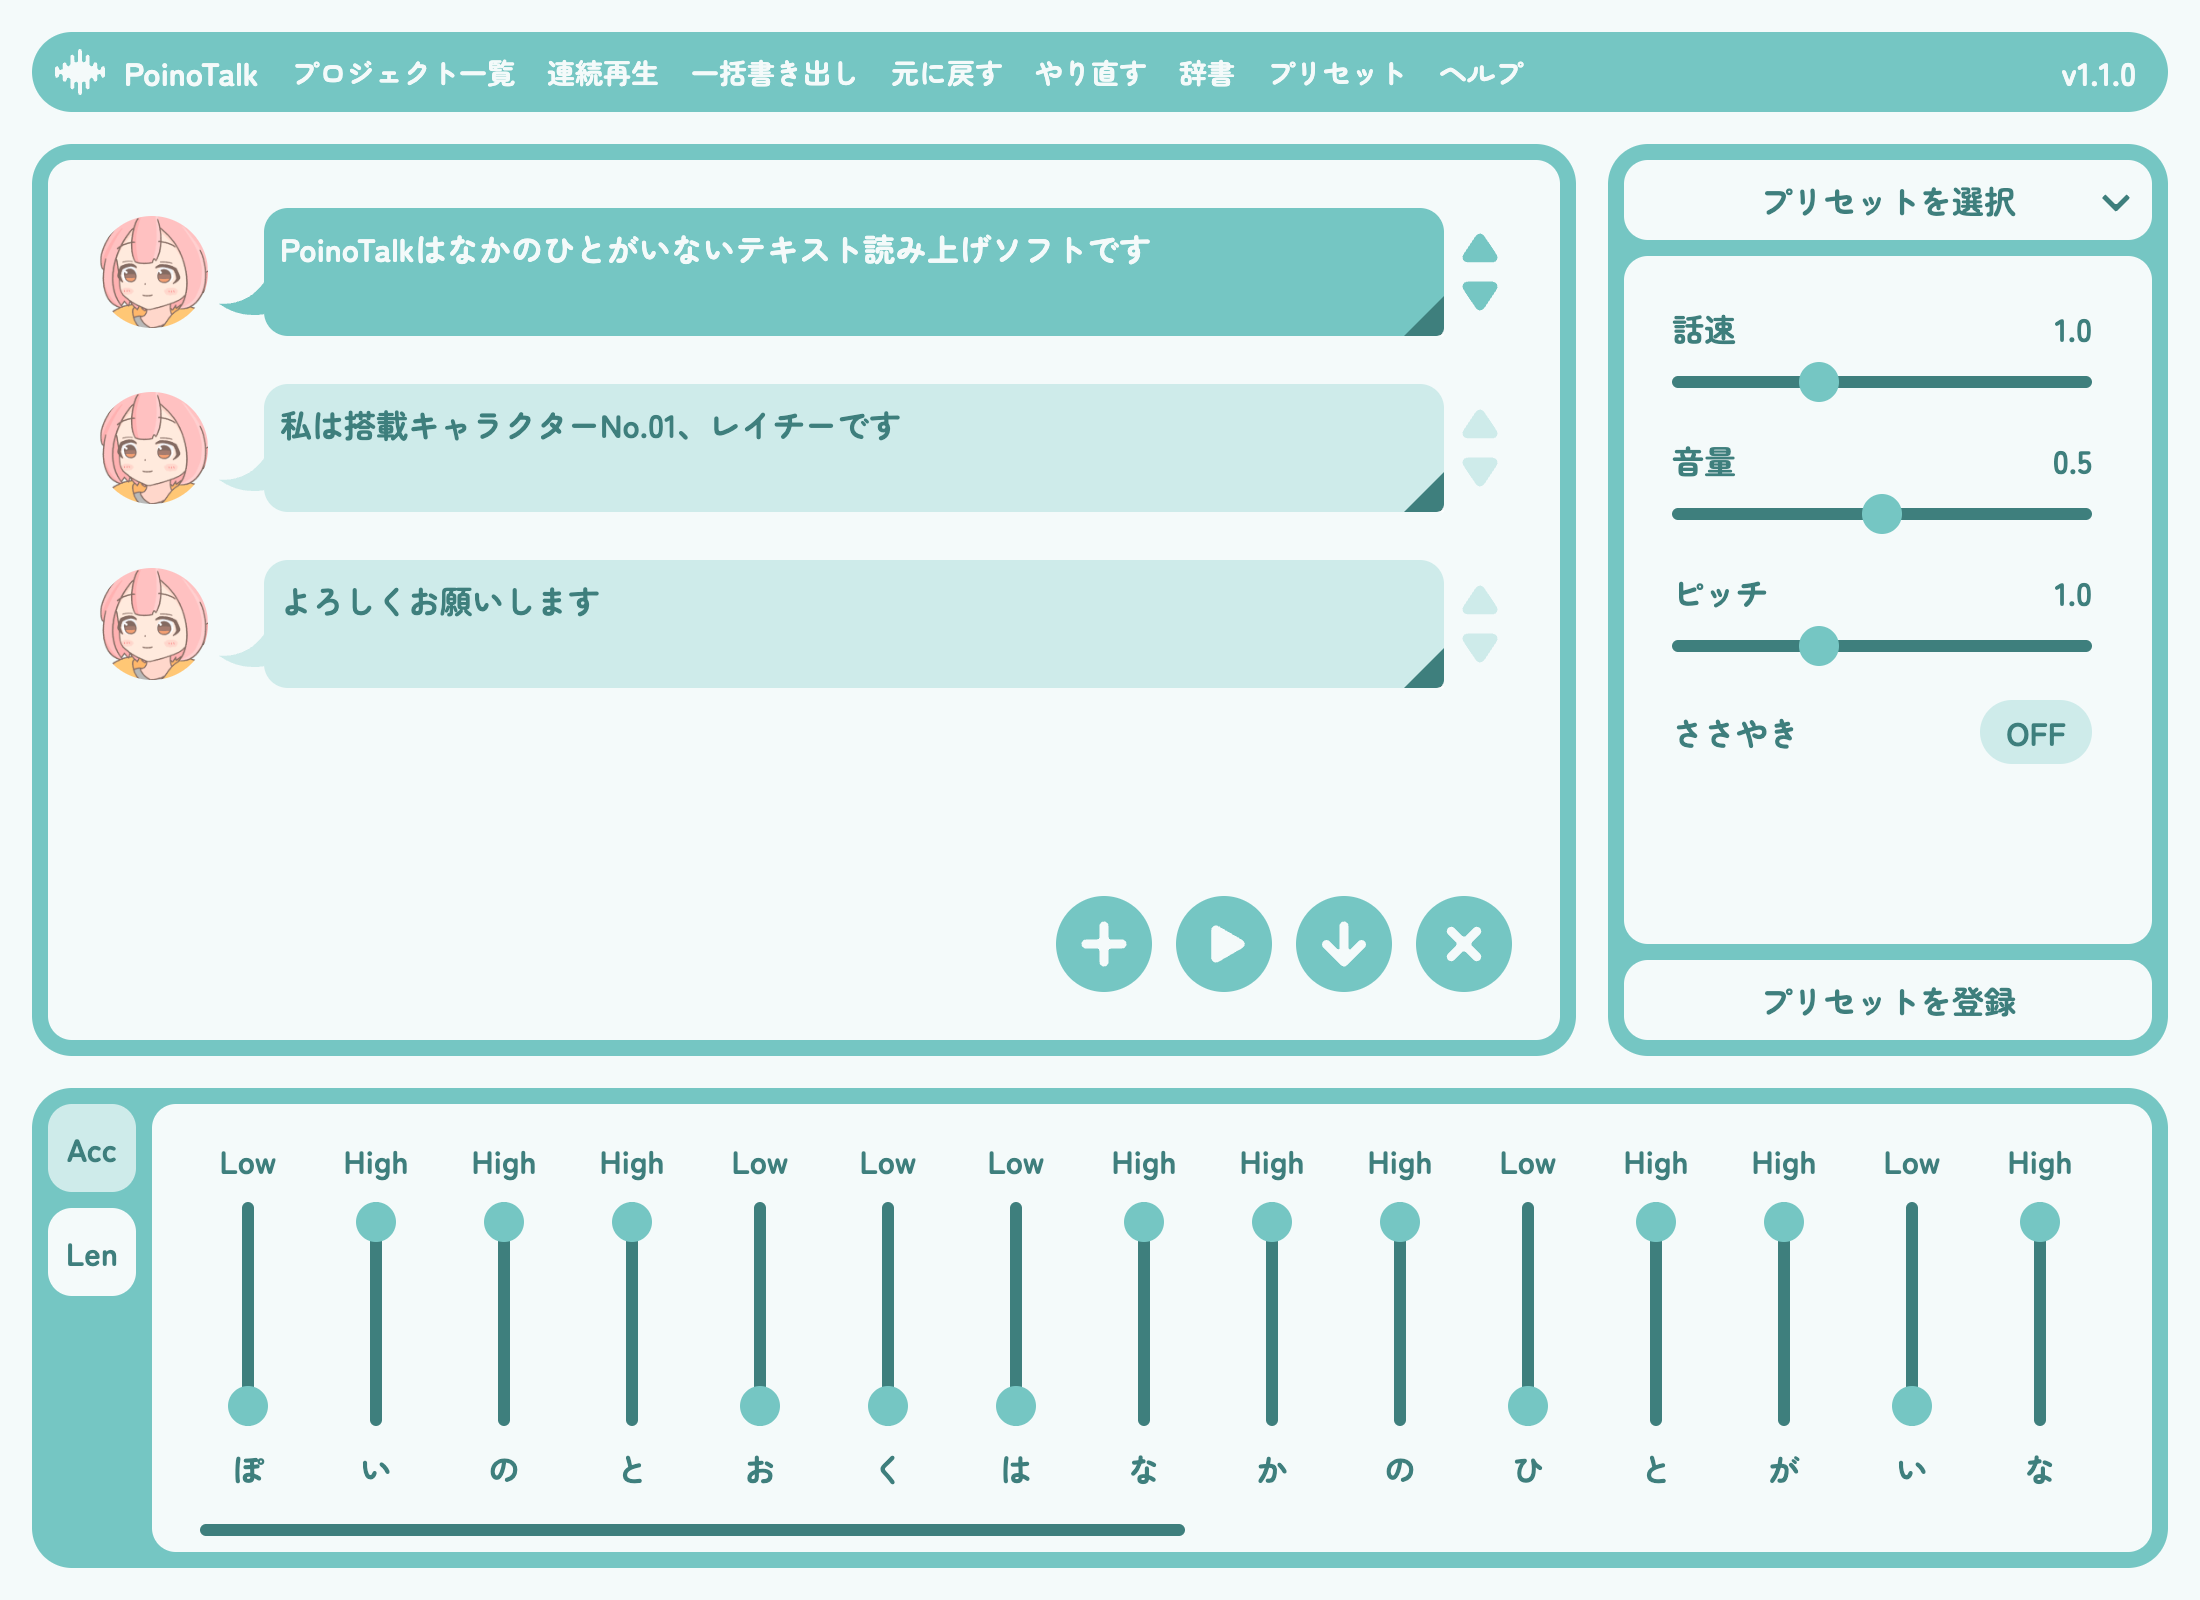 PoinoTalk プロジェクト一覧 連続再生 一括書き出し 元に戻す やり直す 辞書 プリセット ヘルプ v1.1.0
PoinoTalkはなかのひとがいないテキスト読み上げソフトです
私は搭載キャラクターNo.01、レイチーです
よろしくお願いします
プリセットを選択
話速 1.0
音量 0.5
ピッチ 1.0
ささやき OFF
プリセットを登録
Acc
Len
Low High High High Low Low Low High High High Low High High Low High
ぽ い の と お く は な か の ひ と が い な